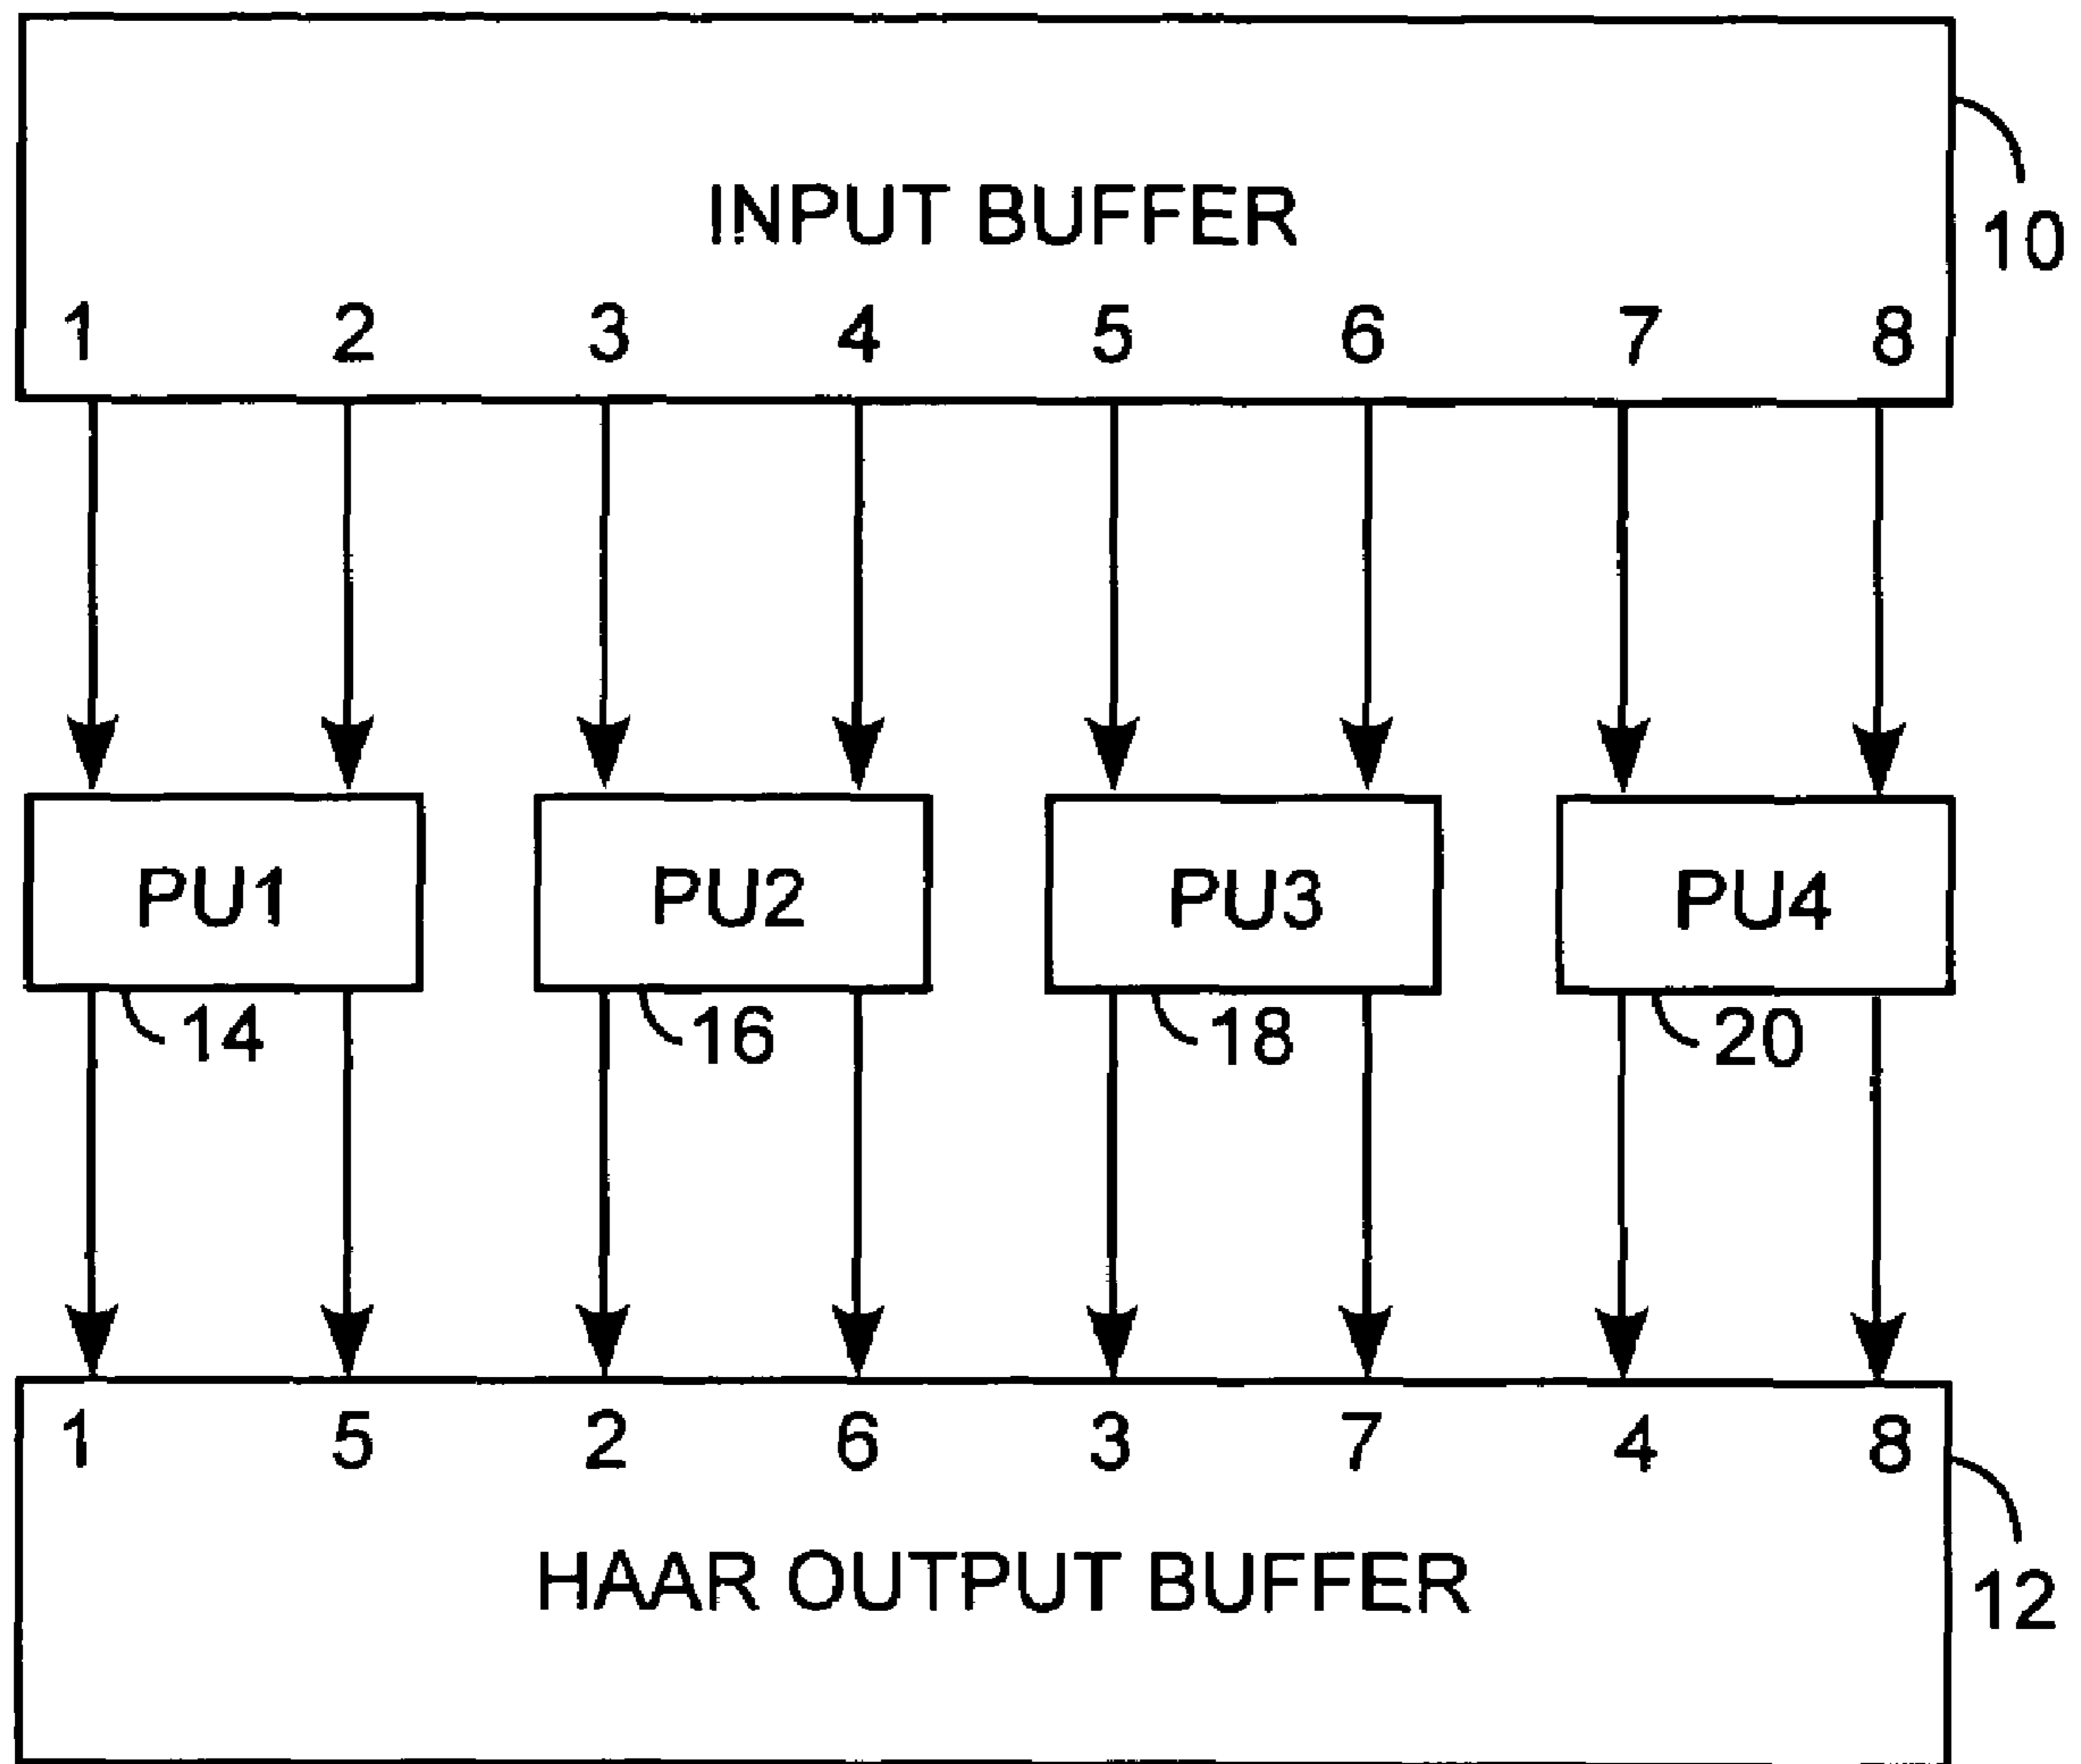 INPUT BUFFER
10
1 2 3 4 5 6 7 8
PU1 PU2 PU3 PU4
14 16 18 20
1 5 2 6 3 7 4 8
HAAR OUTPUT BUFFER
12